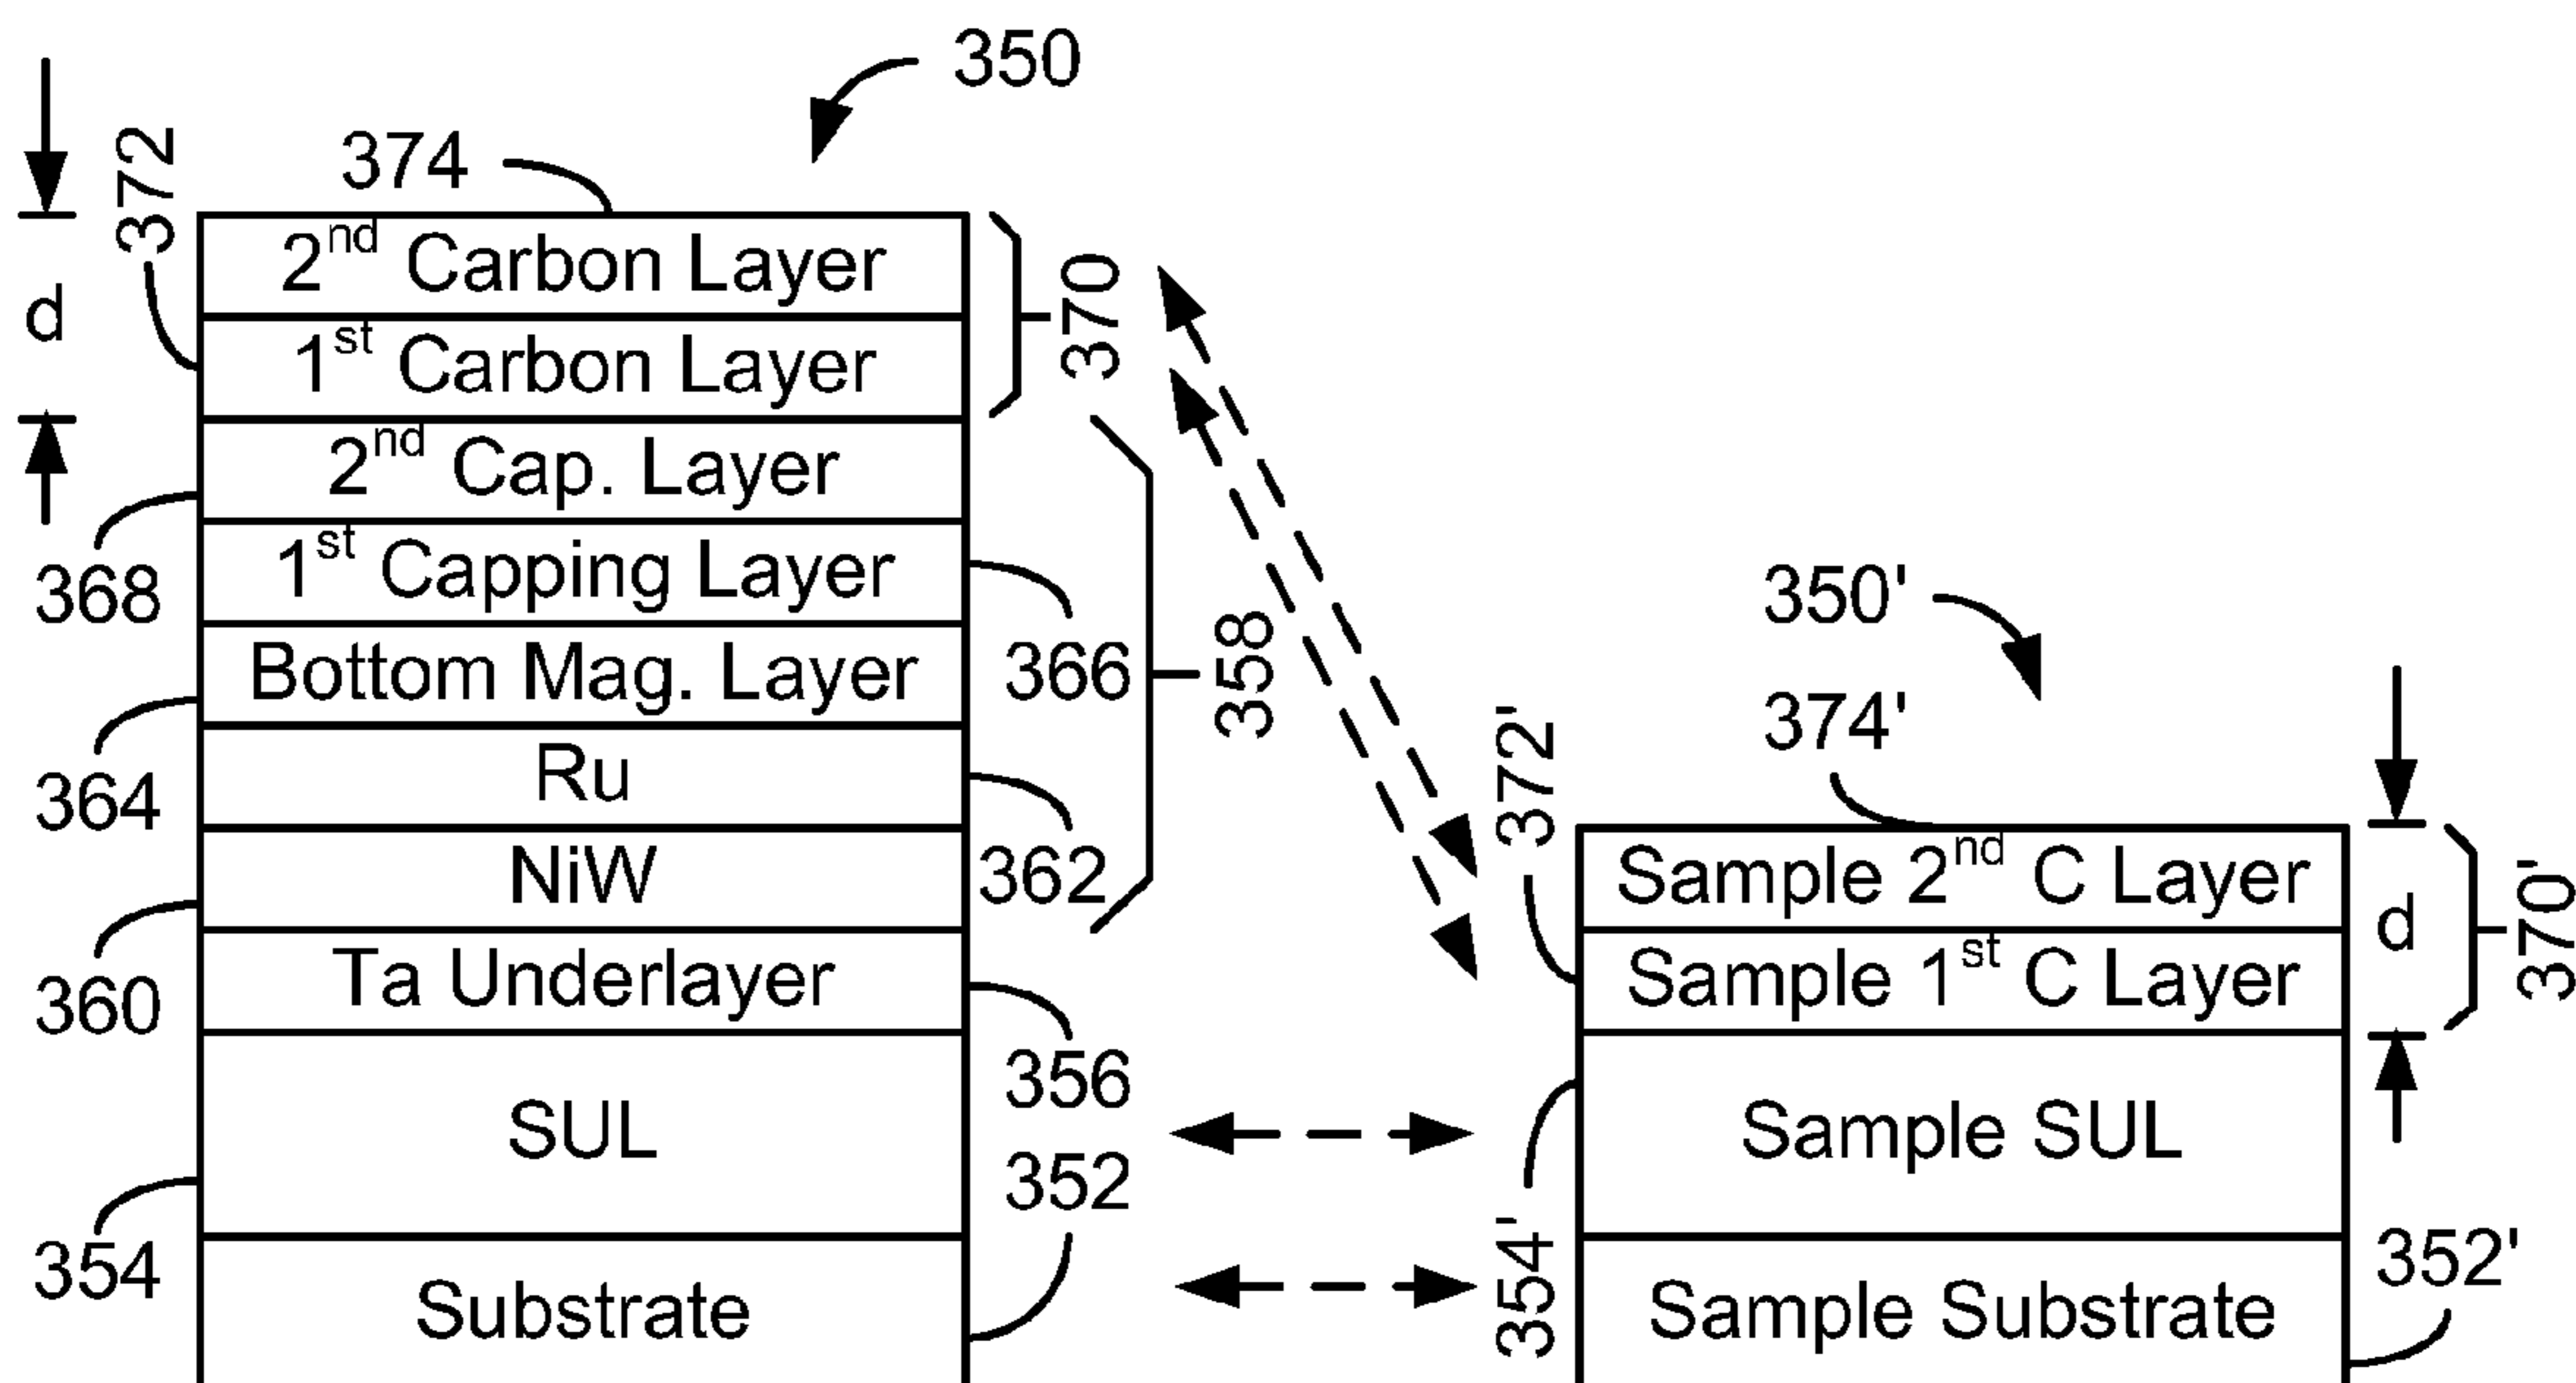 350
374
372
d
2nd Carbon Layer
1st Carbon Layer
370
2nd Cap. Layer
368
1st Capping Layer
366
358
Bottom Mag. Layer
364
Ru
362
NiW
360
Ta Underlayer
356
SUL
354
352
Substrate
350'
374'
372'
Sample 2nd C Layer
d
370'
Sample 1st C Layer
Sample SUL
354'
Sample Substrate
352'